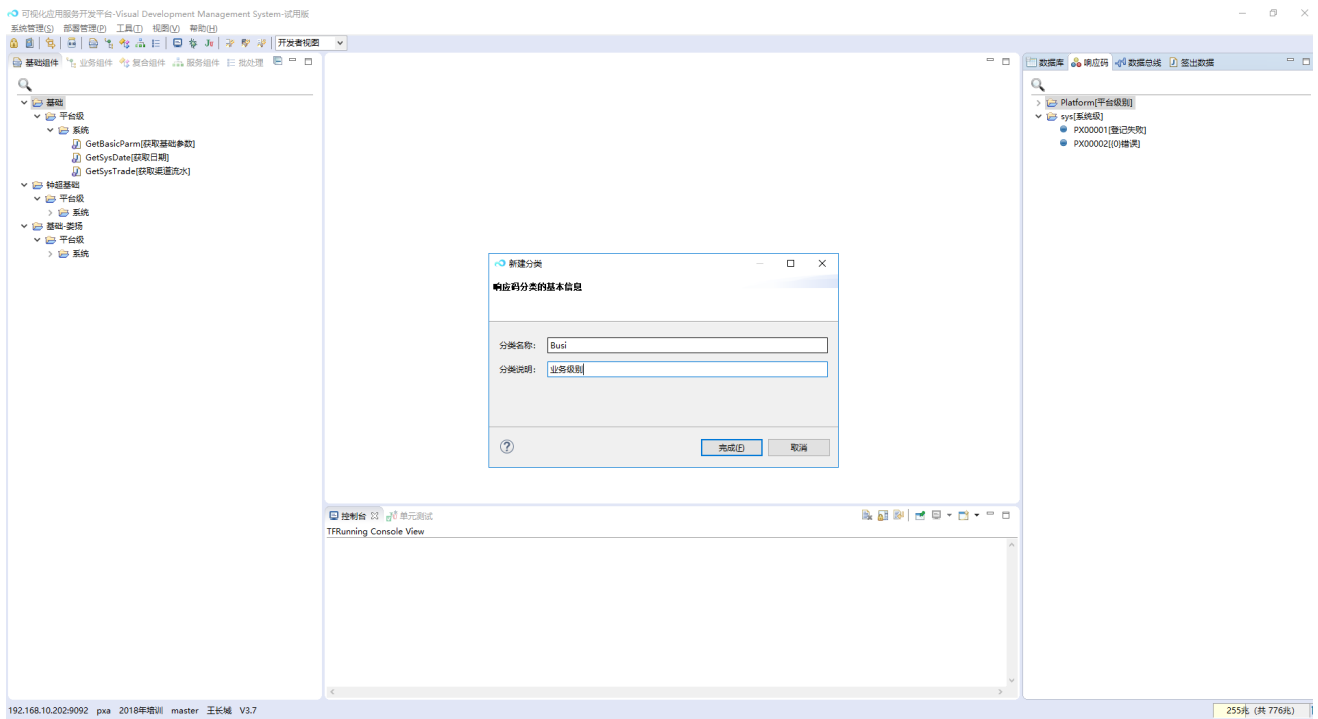 可视化应用服务开发平台-Visual Development Management System-试用版
系统管理(S) 部署管理(P) 工具(T) 视图(V) 帮助(H)
开发者视图
基础组件 业务组件 复合组件 服务组件 批处理
数据库 响应码 数据总线 签出数据
基础
平台级
系统
GetBasicParm[获取基础参数]
GetSysDate[获取日期]
GetSysTrade[获取渠道流水]
钟超基础
平台级
系统
基础-娄扬
平台级
系统
Platform[平台级别]
sys[系统级]
PX00001[登记失败]
PX00002[{0}错误]
新建分类
响应码分类的基本信息
分类名称: Busi
分类说明: 业务级别
完成(F) 取消
控制台 单元测试
TFRunning Console View
192.168.10.202:9092 pxa 2018年培训 master 王长城 V3.7
255兆 (共 776兆)